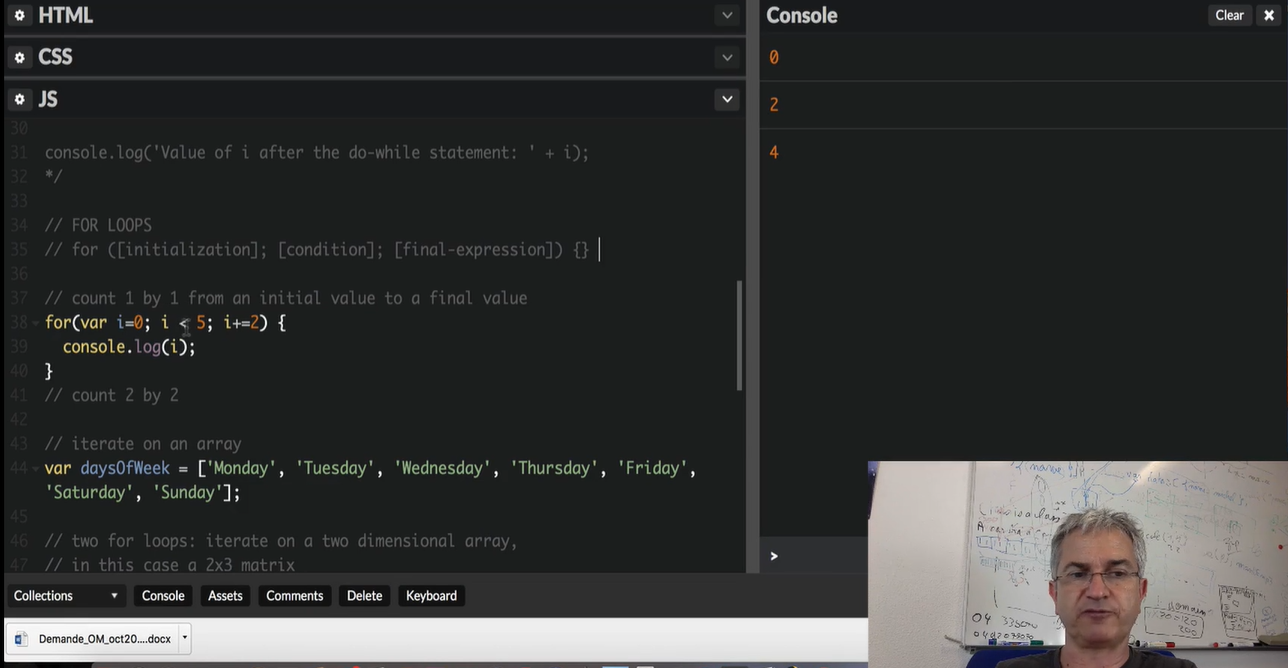 HTML
CSS
JS
30
31 console.log('Value of i after the do-while statement: ' + i);
32 */
33
34 // FOR LOOPS
35 // for ([initialization]; [condition]; [final-expression]) {}
36
37 // count 1 by 1 from an initial value to a final value
38 for(var i=0; i < 5; i+=2) {
39 console.log(i);
40 }
41 // count 2 by 2
42
43 // iterate on an array
44 var daysOfWeek = ['Monday', 'Tuesday', 'Wednesday', 'Thursday', 'Friday',
'Saturday', 'Sunday'];
45
46 // two for loops: iterate on a two dimensional array,
47 // in this case a 2x3 matrix
Console Clear
0
2
4
>
Collections Console Assets Comments Delete Keyboard
Demande_OM_oct20....docx